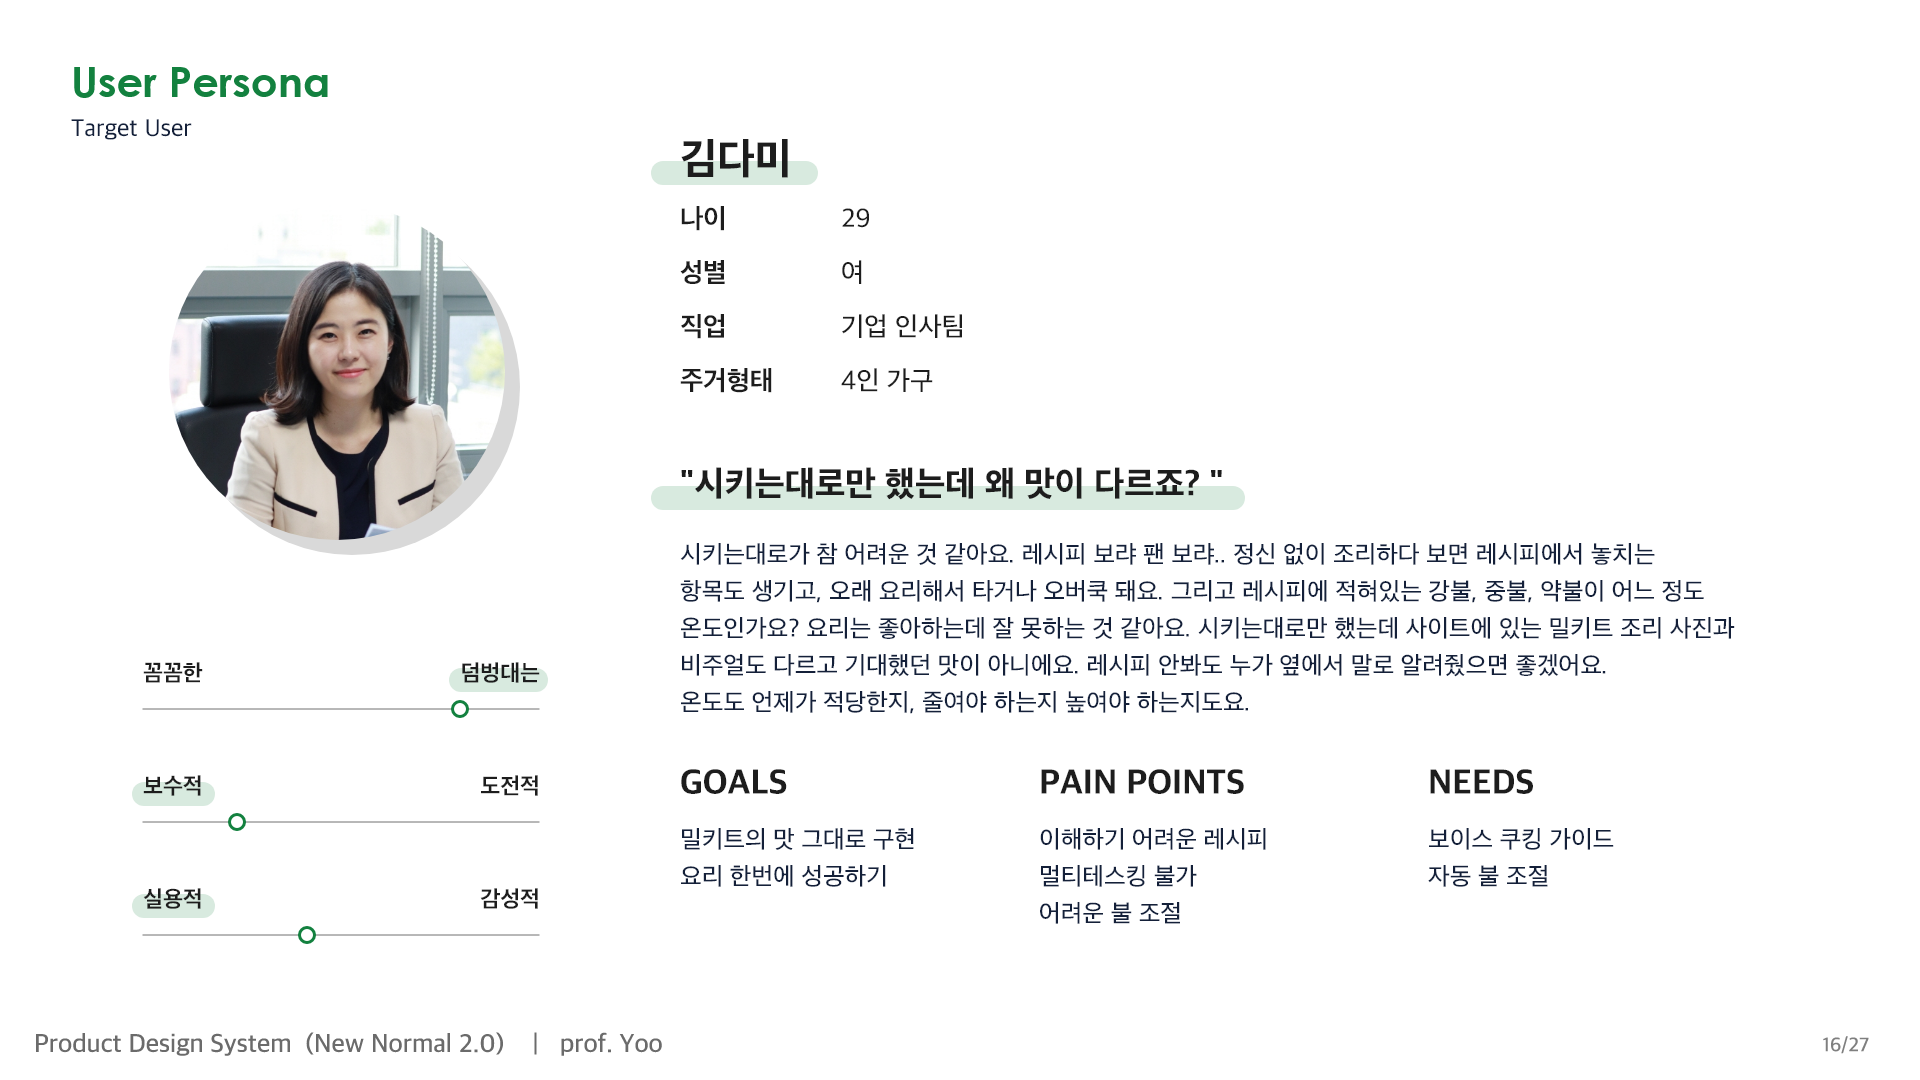 User Persona
Target User
김다미
나이 29
성별 여
직업 기업 인사팀
주거형태 4인 가구
"시키는대로만 했는데 왜 맛이 다르죠? "
시키는대로가 참 어려운 것 같아요. 레시피 보랴 팬 보랴.. 정신 없이 조리하다 보면 레시피에서 놓치는
항목도 생기고, 오래 요리해서 타거나 오버쿡 돼요. 그리고 레시피에 적혀있는 강불, 중불, 약불이 어느 정도
온도인가요? 요리는 좋아하는데 잘 못하는 것 같아요. 시키는대로만 했는데 사이트에 있는 밀키트 조리 사진과
비주얼도 다르고 기대했던 맛이 아니에요. 레시피 안봐도 누가 옆에서 말로 알려줬으면 좋겠어요.
온도도 언제가 적당한지, 줄여야 하는지 높여야 하는지도요.
꼼꼼한 덤벙대는
보수적 도전적
실용적 감성적
GOALS
밀키트의 맛 그대로 구현
요리 한번에 성공하기
PAIN POINTS
이해하기 어려운 레시피
멀티테스킹 불가
어려운 불 조절
NEEDS
보이스 쿠킹 가이드
자동 불 조절
Product Design System (New Normal 2.0) | prof. Yoo
16/27